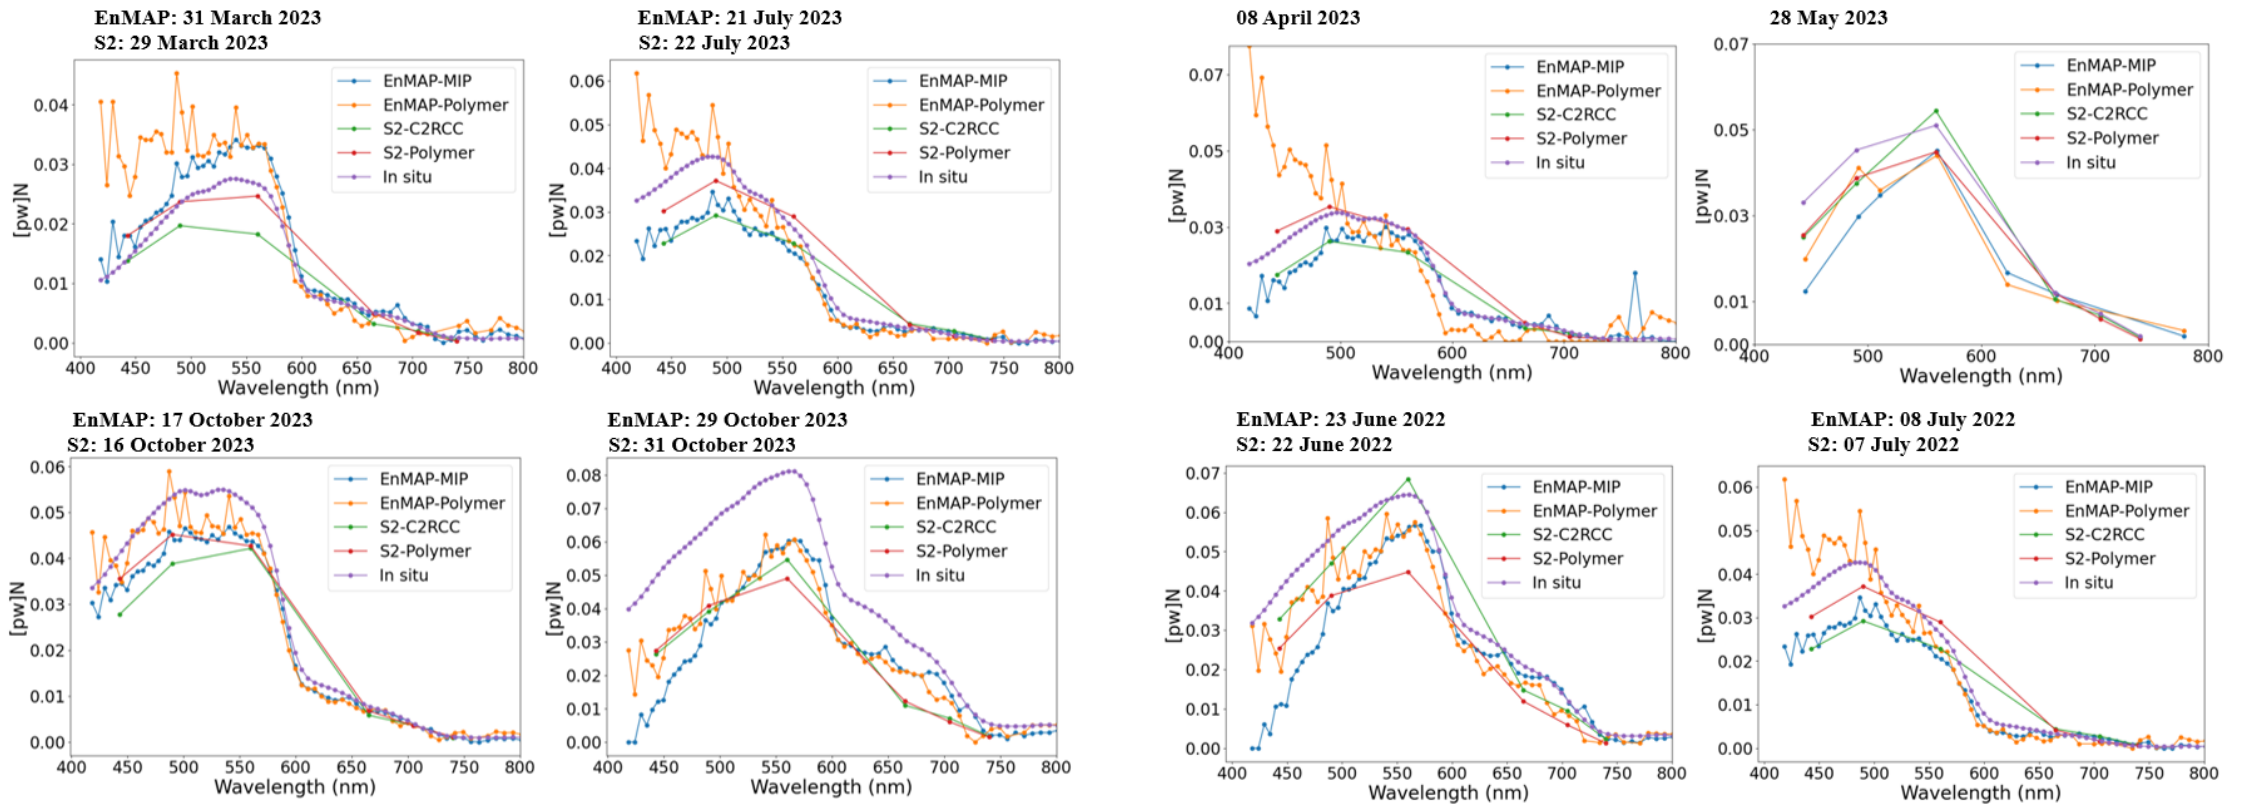 EnMAP: 31 March 2023
S2: 29 March 2023
EnMAP-MIP
EnMAP-Polymer
S2-C2RCC
S2-Polymer
In situ
[pw]N
0.04
0.03
0.02
0.01
0.00
400 450 500 550 600 650 700 750 800
Wavelength (nm)
EnMAP: 21 July 2023
S2: 22 July 2023
EnMAP-MIP
EnMAP-Polymer
S2-C2RCC
S2-Polymer
In situ
[pw]N
0.06
0.05
0.04
0.03
0.02
0.01
0.00
400 450 500 550 600 650 700 750 800
Wavelength (nm)
08 April 2023
EnMAP-MIP
EnMAP-Polymer
S2-C2RCC
S2-Polymer
In situ
[pw]N
0.07
0.05
0.03
0.01
0.00
400 500 600 700 800
Wavelength (nm)
28 May 2023
EnMAP-MIP
EnMAP-Polymer
S2-C2RCC
S2-Polymer
In situ
[pw]N
0.07
0.05
0.03
0.01
0.00
400 500 600 700 800
Wavelength (nm)
EnMAP: 17 October 2023
S2: 16 October 2023
EnMAP-MIP
EnMAP-Polymer
S2-C2RCC
S2-Polymer
In situ
[pw]N
0.06
0.05
0.04
0.03
0.02
0.01
0.00
400 450 500 550 600 650 700 750 800
Wavelength (nm)
EnMAP: 29 October 2023
S2: 31 October 2023
EnMAP-MIP
EnMAP-Polymer
S2-C2RCC
S2-Polymer
In situ
[pw]N
0.08
0.07
0.06
0.05
0.04
0.03
0.02
0.01
0.00
400 450 500 550 600 650 700 750 800
Wavelength (nm)
EnMAP: 23 June 2022
S2: 22 June 2022
EnMAP-MIP
EnMAP-Polymer
S2-C2RCC
S2-Polymer
In situ
[pw]N
0.07
0.06
0.05
0.04
0.03
0.02
0.01
0.00
400 450 500 550 600 650 700 750 800
Wavelength (nm)
EnMAP: 08 July 2022
S2: 07 July 2022
EnMAP-MIP
EnMAP-Polymer
S2-C2RCC
S2-Polymer
In situ
[pw]N
0.06
0.05
0.04
0.03
0.02
0.01
0.00
400 450 500 550 600 650 700 750 800
Wavelength (nm)